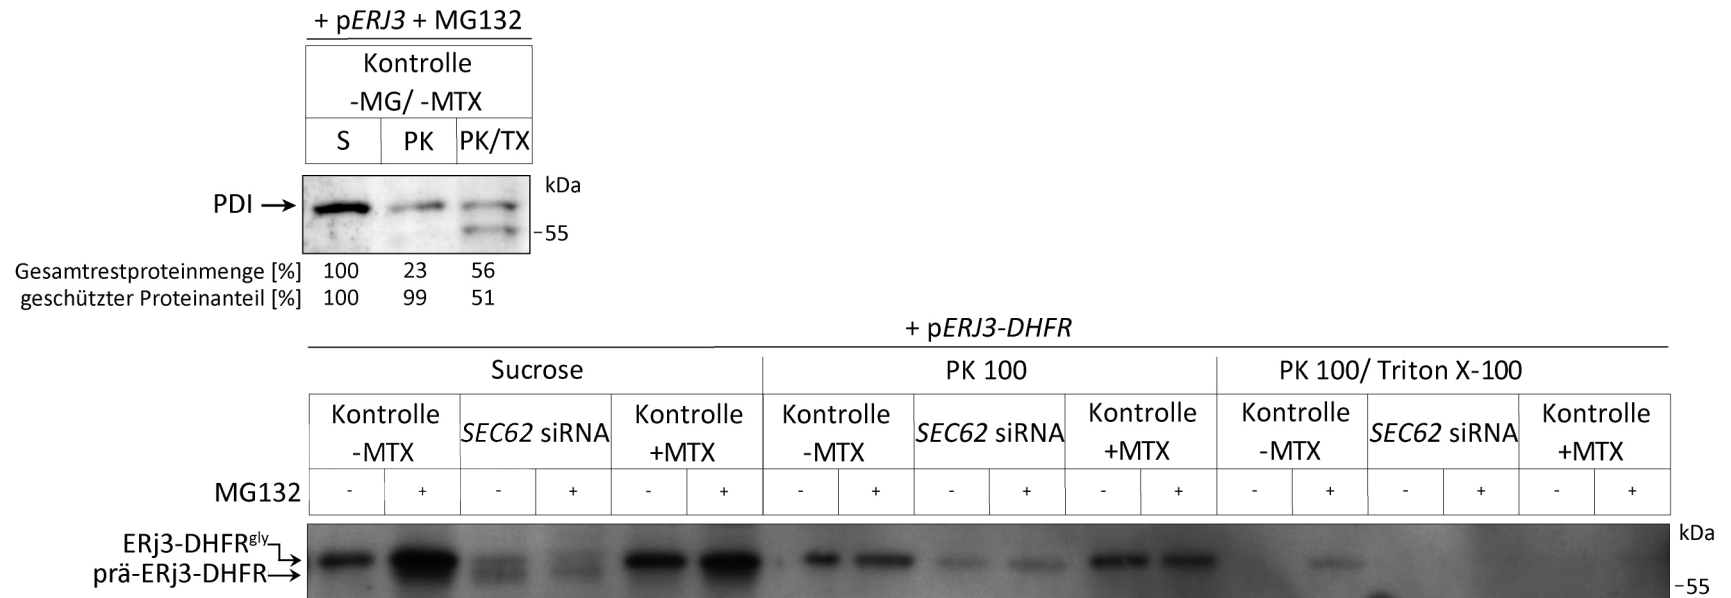 + pERJ3 + MG132
Kontrolle
-MG/ -MTX
S PK PK/TX
kDa
PDI
-55
Gesamtrestproteinmenge [%] 100 23 56
geschützter Proteinanteil [%] 100 99 51
+ pERJ3-DHFR
Sucrose PK 100 PK 100/ Triton X-100
Kontrolle -MTX SEC62 siRNA Kontrolle +MTX Kontrolle -MTX SEC62 siRNA Kontrolle +MTX Kontrolle -MTX SEC62 siRNA Kontrolle +MTX
MG132 - + - + - + - + - + - + - + - + - +
kDa
ERj3-DHFRgly
prä-ERj3-DHFR
-55